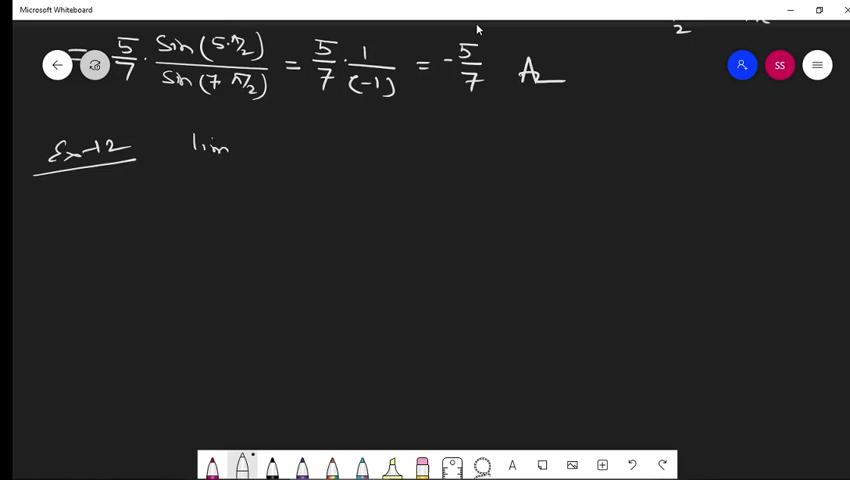 Microsoft Whiteboard
= 5/7 · Sin(5·π/2) / Sin(7·π/2) = 5/7 · 1/(-1) = -5/7 A
SS
Ex-12 lim
A